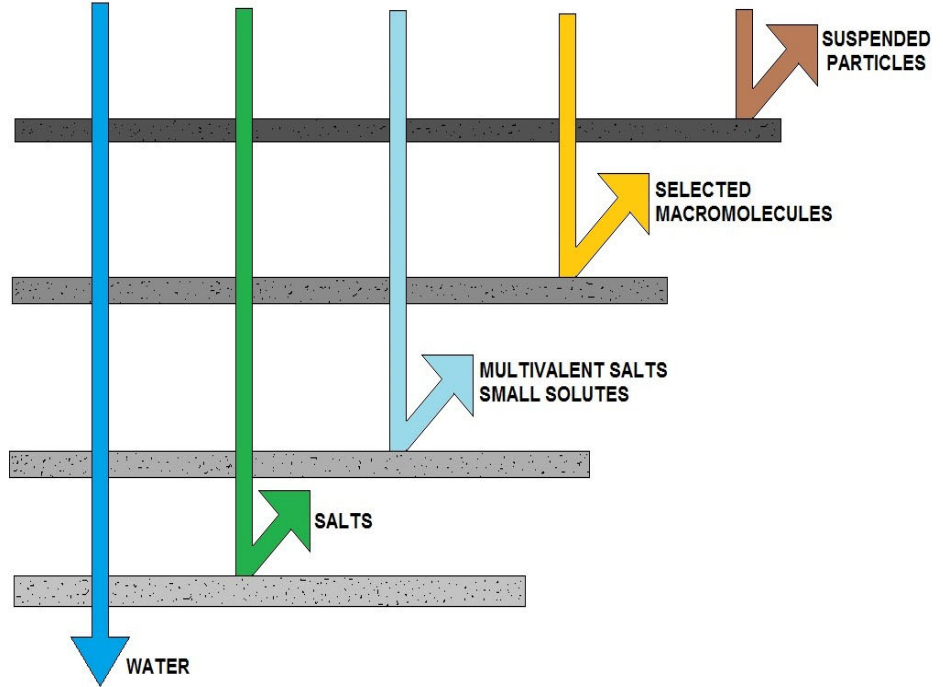 SUSPENDED
PARTICLES
SELECTED
MACROMOLECULES
MULTIVALENT SALTS
SMALL SOLUTES
SALTS
WATER